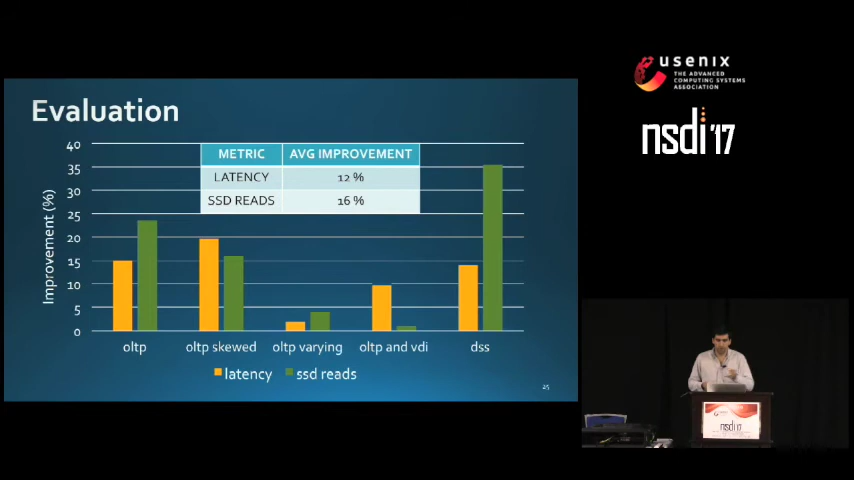 Evaluation
40
35
30
25
20
15
10
5
0
Improvement (%)
METRIC AVG IMPROVEMENT
LATENCY 12 %
SSD READS 16 %
oltp oltp skewed oltp varying oltp and vdi dss
latency ssd reads
25
usenix
THE ADVANCED
COMPUTING SYSTEMS
ASSOCIATION
nsdi '17
nsdi '17